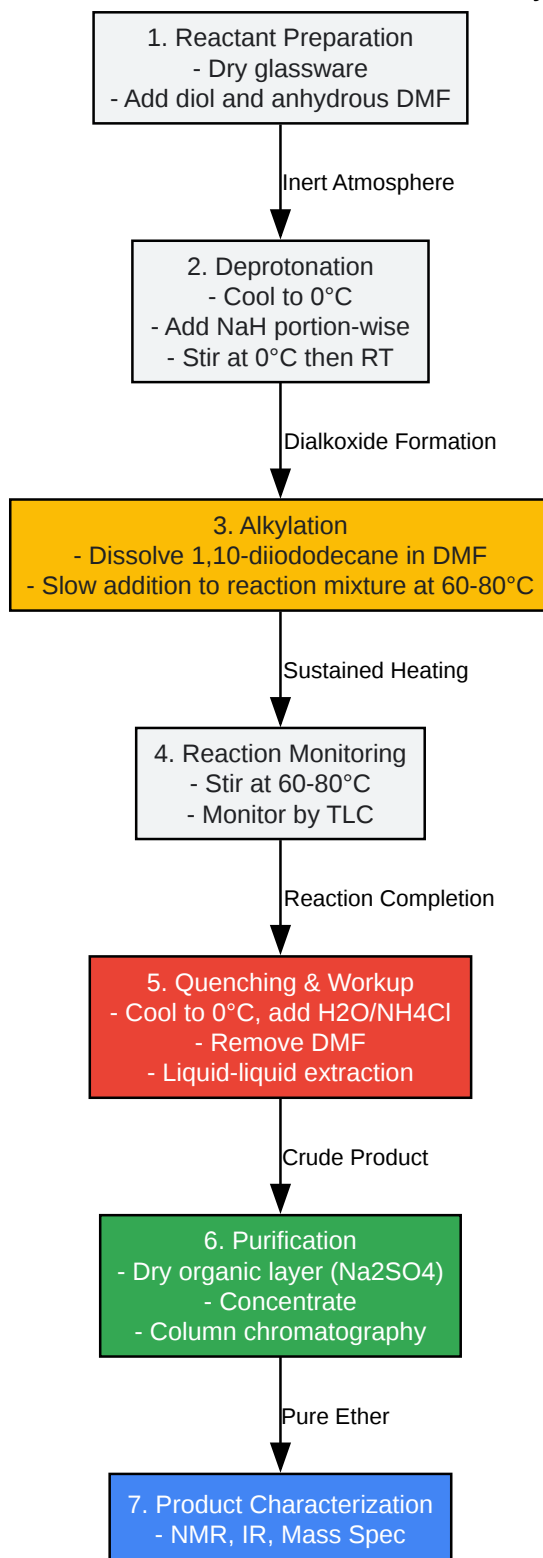 1. Reactant Preparation
- Dry glassware
- Add diol and anhydrous DMF
Inert Atmosphere
2. Deprotonation
- Cool to 0°C
- Add NaH portion-wise
- Stir at 0°C then RT
Dialkoxide Formation
3. Alkylation
- Dissolve 1,10-diiododecane in DMF
- Slow addition to reaction mixture at 60-80°C
Sustained Heating
4. Reaction Monitoring
- Stir at 60-80°C
- Monitor by TLC
Reaction Completion
5. Quenching & Workup
- Cool to 0°C, add H2O/NH4Cl
- Remove DMF
- Liquid-liquid extraction
Crude Product
6. Purification
- Dry organic layer (Na2SO4)
- Concentrate
- Column chromatography
Pure Ether
7. Product Characterization
- NMR, IR, Mass Spec